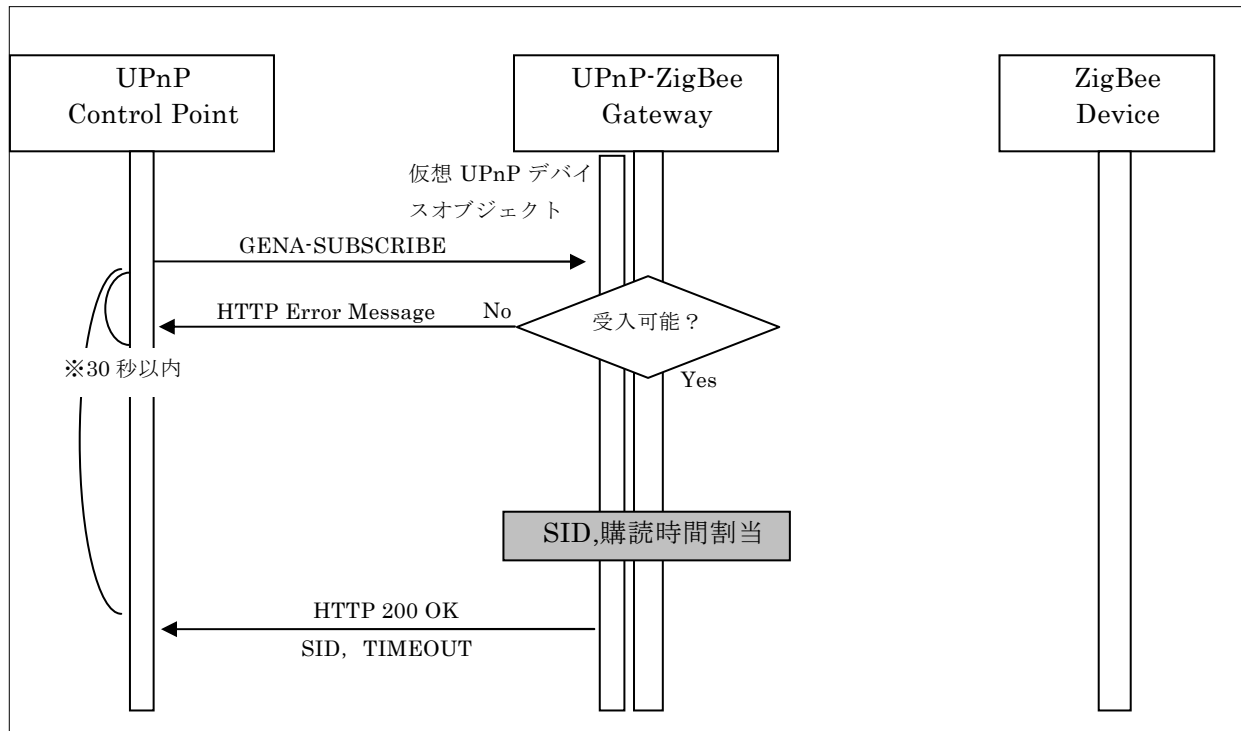 UPnP
Control Point
UPnP-ZigBee
Gateway
ZigBee
Device
仮想 UPnP デバイ
スオブジェクト
GENA-SUBSCRIBE
HTTP Error Message
No
受入可能？
※30 秒以内
Yes
SID,購読時間割当
HTTP 200 OK
SID，TIMEOUT